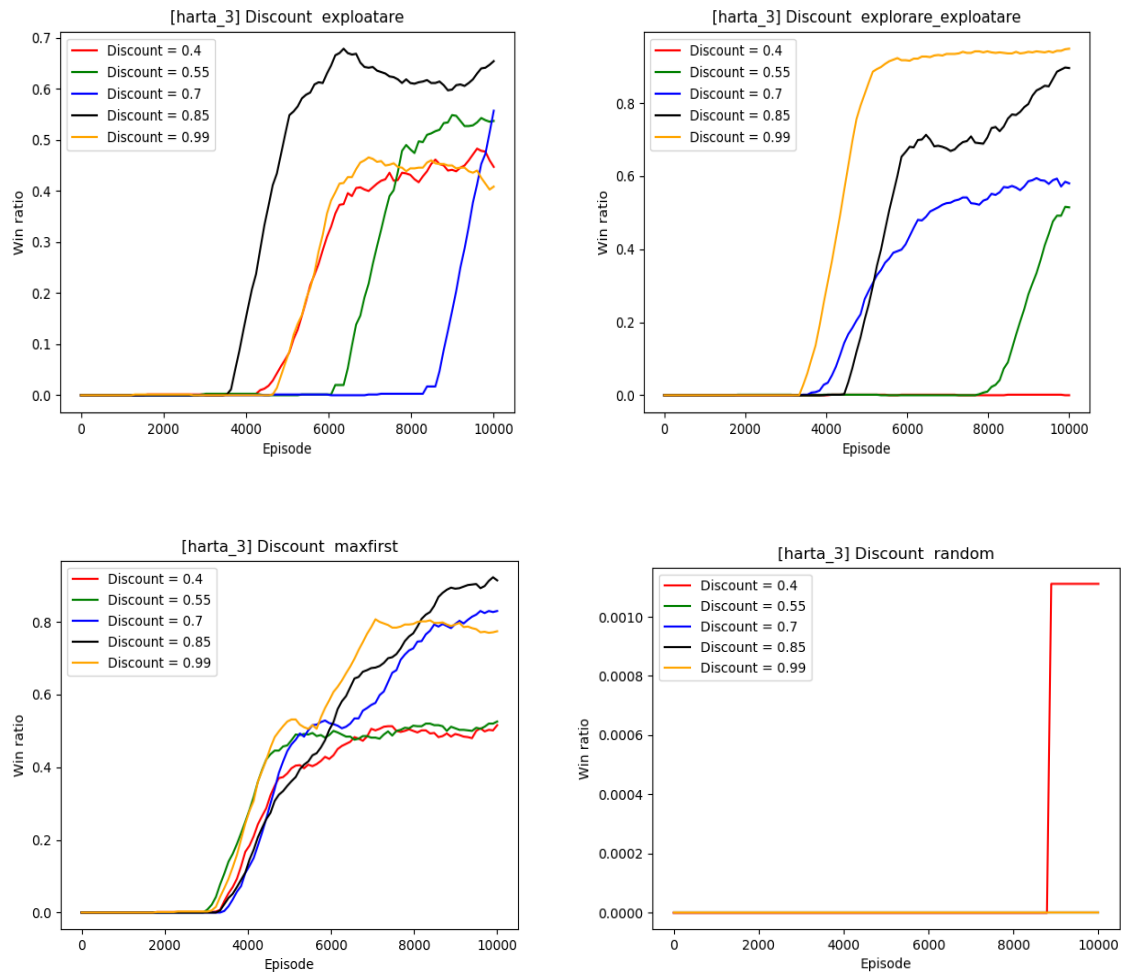 [harta_3] Discount  exploatare
0.7
0.6
0.5
0.4
0.3
0.2
0.1
0.0
Win ratio
Discount = 0.4
Discount = 0.55
Discount = 0.7
Discount = 0.85
Discount = 0.99
0
2000
4000
6000
8000
10000
Episode
[harta_3] Discount  explorare_exploatare
0.8
0.6
0.4
0.2
0.0
Win ratio
Discount = 0.4
Discount = 0.55
Discount = 0.7
Discount = 0.85
Discount = 0.99
0
2000
4000
6000
8000
10000
Episode
[harta_3] Discount  maxfirst
0.8
0.6
0.4
0.2
0.0
Win ratio
Discount = 0.4
Discount = 0.55
Discount = 0.7
Discount = 0.85
Discount = 0.99
0
2000
4000
6000
8000
10000
Episode
[harta_3] Discount  random
0.0010
0.0008
0.0006
0.0004
0.0002
0.0000
Win ratio
Discount = 0.4
Discount = 0.55
Discount = 0.7
Discount = 0.85
Discount = 0.99
0
2000
4000
6000
8000
10000
Episode